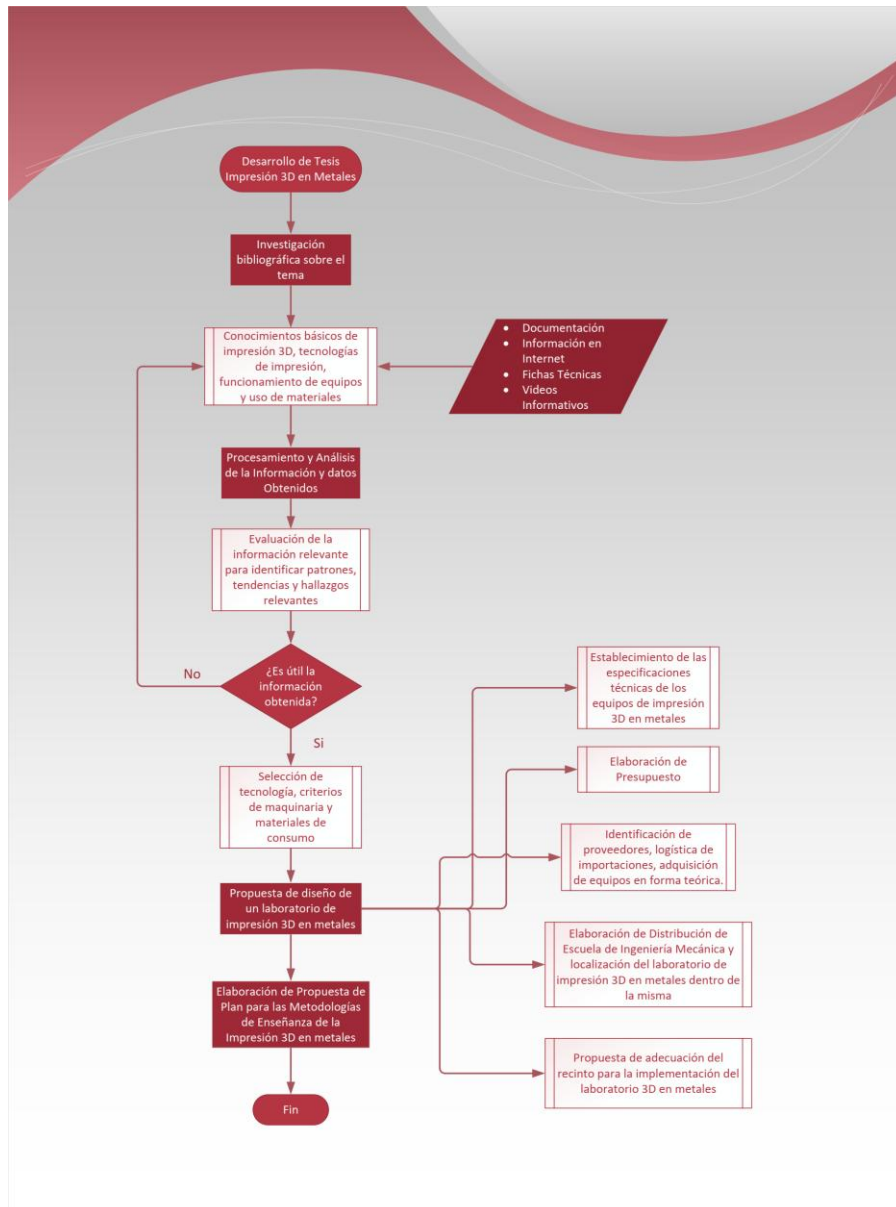 Desarrollo de Tesis
Impresión 3D en Metales
Investigación
bibliográfica sobre el
tema
Conocimientos básicos de
impresión 3D, tecnologías
de impresión,
funcionamiento de equipos
y uso de materiales
• Documentación
• Información en
Internet
• Fichas Técnicas
• Videos
Informativos
Procesamiento y Análisis
de la Información y datos
Obtenidos
Evaluación de la
información relevante
para identificar patrones,
tendencias y hallazgos
relevantes
¿Es útil la
información
obtenida?
No
Si
Selección de
tecnología, criterios
de maquinaria y
materiales de
consumo
Propuesta de diseño de
un laboratorio de
impresión 3D en metales
Elaboración de Propuesta de
Plan para las Metodologías
de Enseñanza de la
Impresión 3D en metales
Fin
Establecimiento de las
especificaciones
técnicas de los
equipos de impresión
3D en metales
Elaboración de
Presupuesto
Identificación de
proveedores, logística de
importaciones, adquisición
de equipos en forma teórica.
Elaboración de Distribución de
Escuela de Ingeniería Mecánica y
localización del laboratorio de
impresión 3D en metales dentro de
la misma
Propuesta de adecuación del
recinto para la implementación del
laboratorio 3D en metales